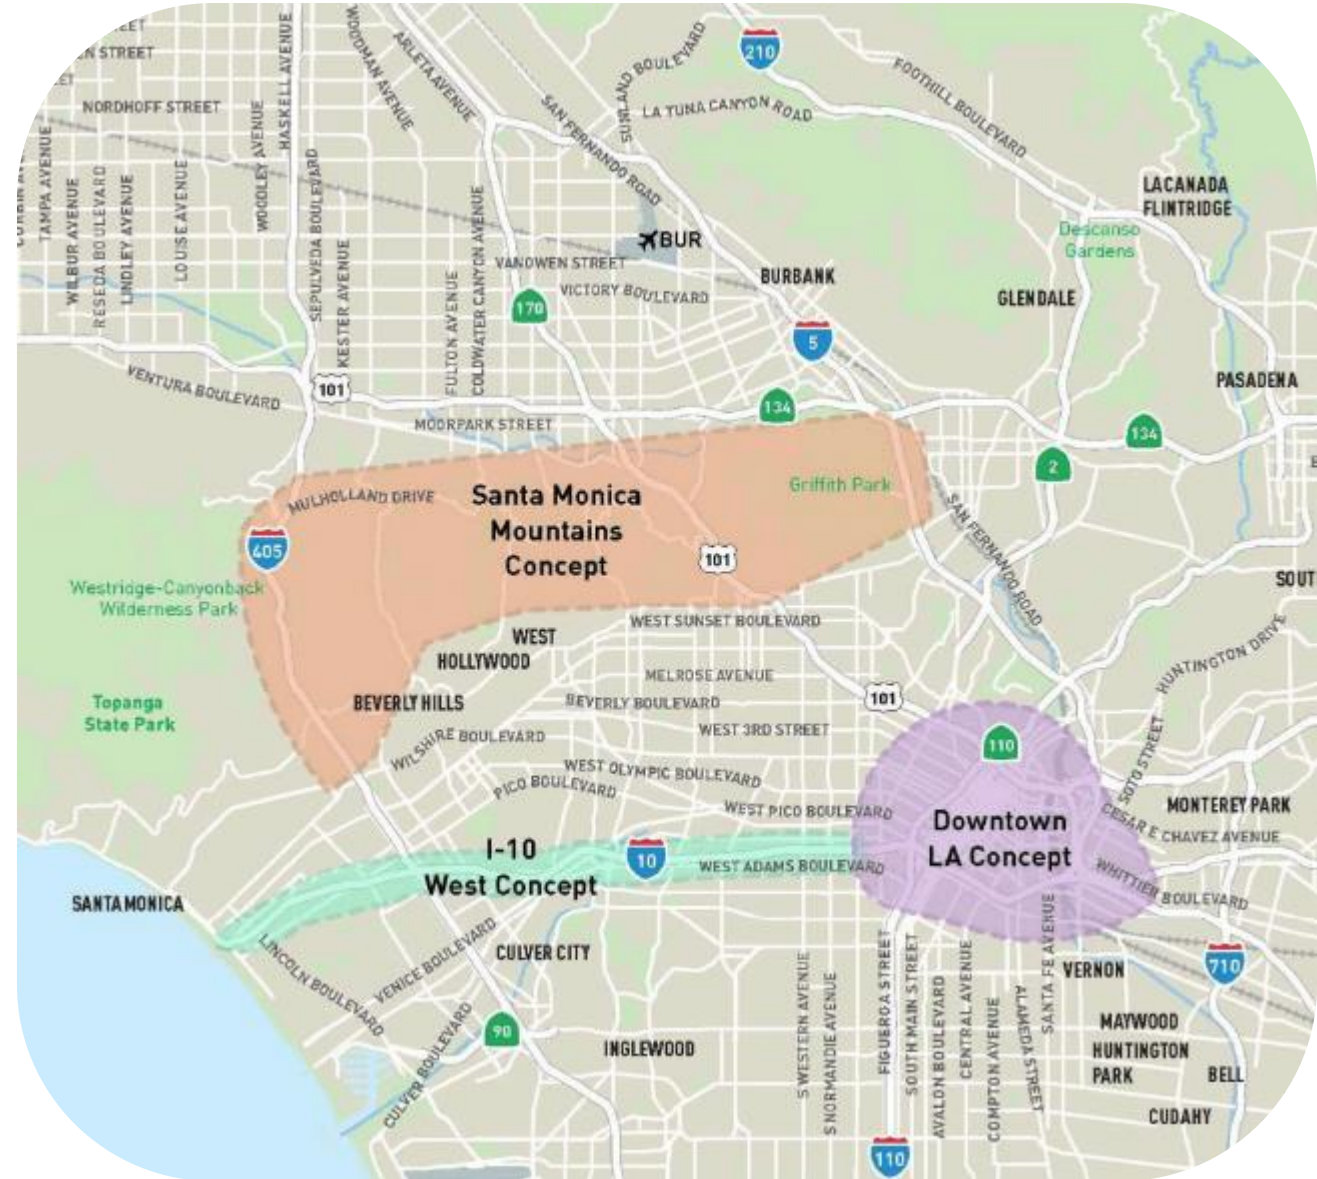 EET
EN STREET
EET
NORDHOFF STREET
TAMPA AVENUE
WILBUR AVENUE
RESEDA BOULEVARD
LINDLEY AVENUE
LOUISE AVENUE
WOODLEY AVENUE
HASKELL AVENUE
SEPULVEDA BOULEVARD
KESTER AVENUE
WOODMAN AVENUE
ARLETA AVENUE
FULTON AVENUE
COLDWATER CANYON AVENUE
SAN FERNANDO ROAD
SUNLAND BOULEVARD
210
LA TUNA CANYON ROAD
FOOTHILL BOULEVARD
LA CANADA
FLINTRIDGE
Descanso
Gardens
BUR
VANOWEN STREET
VICTORY BOULEVARD
BURBANK
GLENDALE
170
5
PASADENA
VENTURA BOULEVARD
101
MOORPARK STREET
134
134
2
MULHOLLAND DRIVE
Santa Monica
Mountains
Concept
Griffith Park
SAN FERNANDO ROAD
405
101
Westridge-Canyonback
Wilderness Park
SOUT
WEST SUNSET BOULEVARD
WEST
HOLLYWOOD
HUNTINGTON DRIVE
MELROSE AVENUE
Topanga
State Park
BEVERLY HILLS
BEVERLY BOULEVARD
101
WEST 3RD STREET
WILSHIRE BOULEVARD
110
SOTO STREET
WEST OLYMPIC BOULEVARD
PICO BOULEVARD
WEST PICO BOULEVARD
MONTEREY PARK
CESAR E CHAVEZ AVENUE
Downtown
LA Concept
I-10
West Concept
10
WEST ADAMS BOULEVARD
WHITTIER BOULEVARD
SANTA MONICA
LINCOLN BOULEVARD
VENICE BOULEVARD
CULVER CITY
CULVER BOULEVARD
90
INGLEWOOD
S WESTERN AVENUE
S NORMANDIE AVENUE
FIGUEROA STREET
SOUTH MAIN STREET
AVALON BOULEVARD
CENTRAL AVENUE
COMPTON AVENUE
ALAMEDA STREET
SANTA FE AVENUE
VERNON
710
MAYWOOD
HUNTINGTON
PARK
BELL
CUDAHY
110